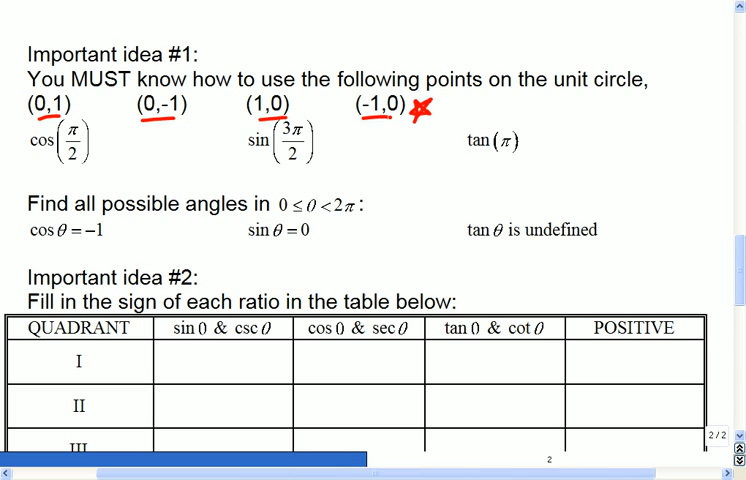 Important idea #1:
You MUST know how to use the following points on the unit circle,
(0,1) (0,-1) (1,0) (-1,0)
cos(π/2) sin(3π/2) tan(π)
Find all possible angles in 0 ≤ θ < 2π:
cos θ = −1 sin θ = 0 tan θ is undefined
Important idea #2:
Fill in the sign of each ratio in the table below:
QUADRANT sin θ & csc θ cos θ & sec θ tan θ & cot θ POSITIVE
I
II
III
2 / 2
2